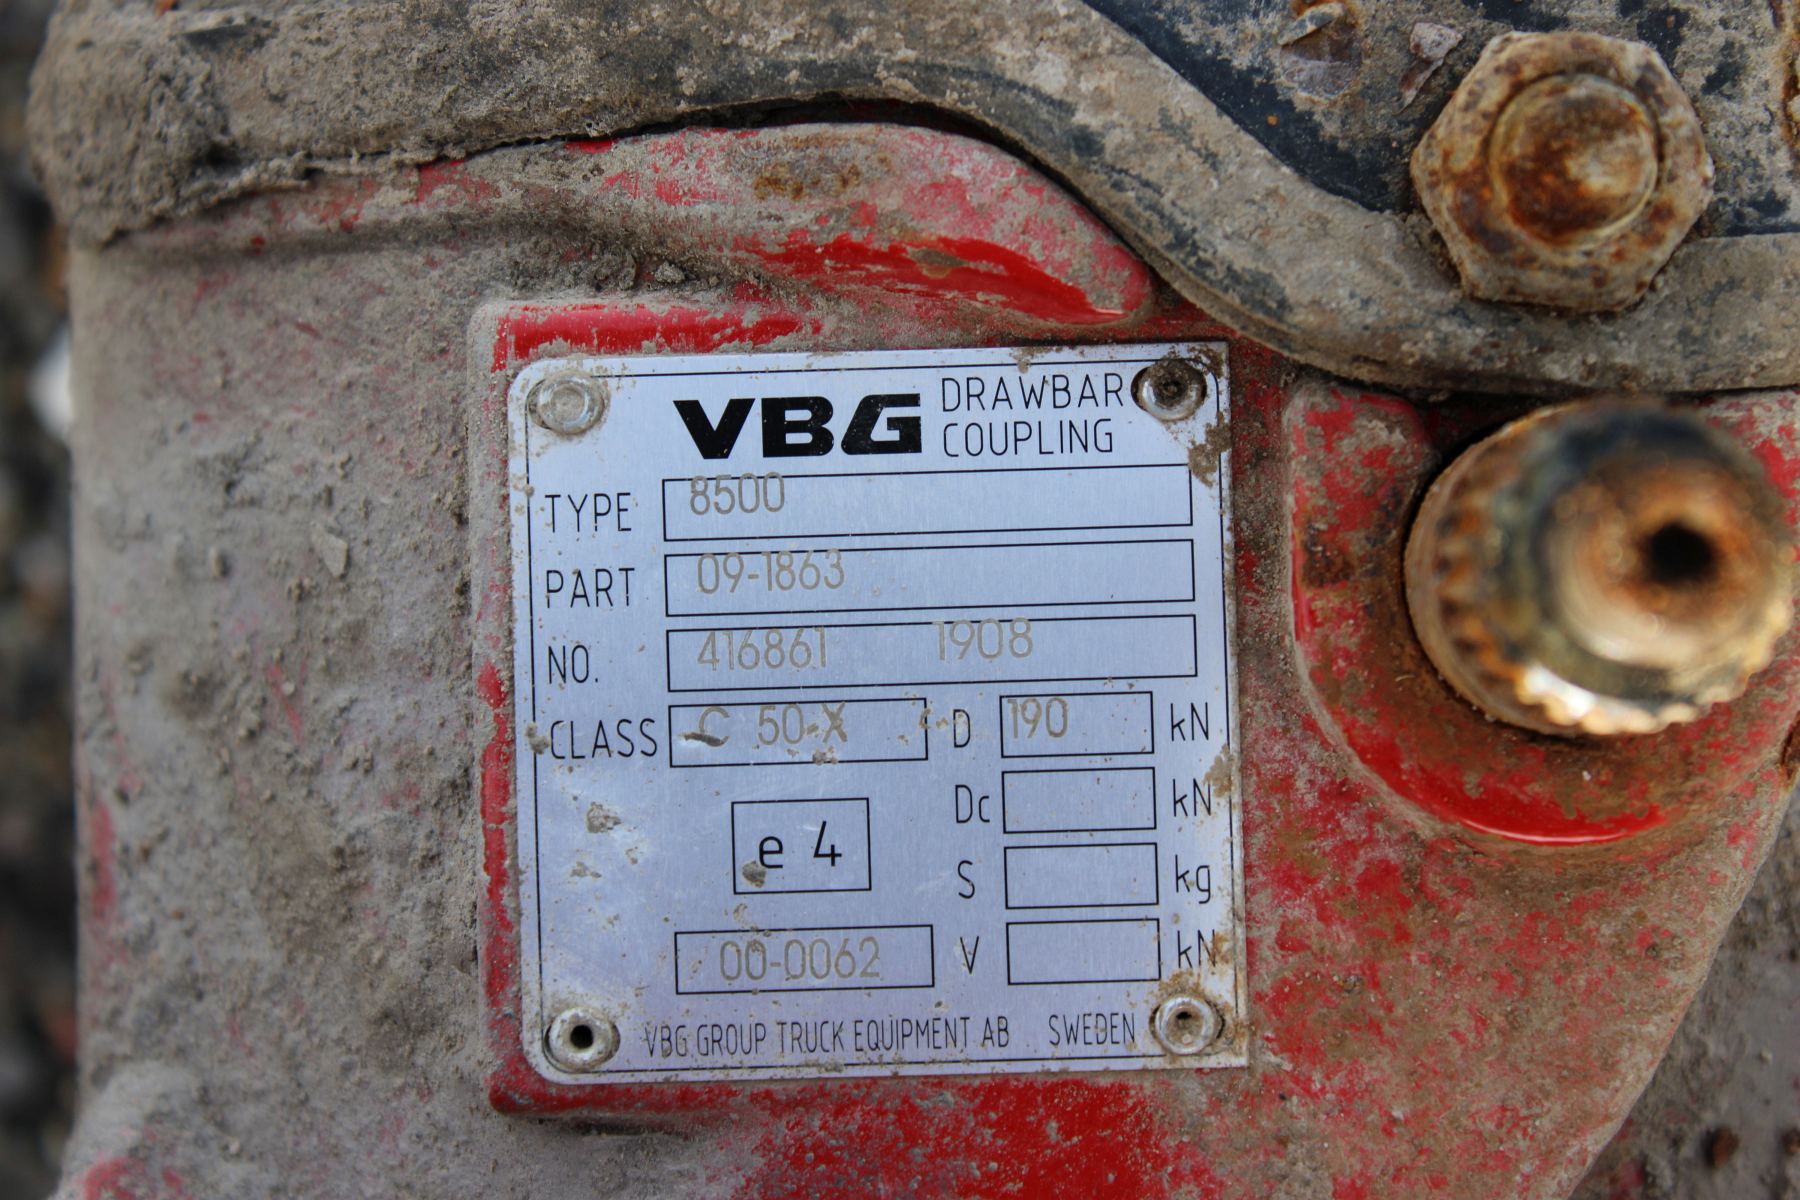 VBG DRAWBAR COUPLING
TYPE 8500
PART 09-1863
NO. 416861 1908
CLASS C 50-X D 190 kN
Dc kN
e 4
S kg
00-0062 V kN
VBG GROUP TRUCK EQUIPMENT AB SWEDEN